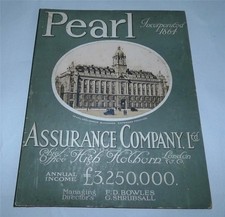 Pearl
Incorporated
1864
ASSURANCE COMPANY, Ltd
Chief
Office
High Holborn
London
W.C.
ANNUAL
INCOME
£3,250,000.
Managing
Directors
F.D. BOWLES
G. SHRUBSALL